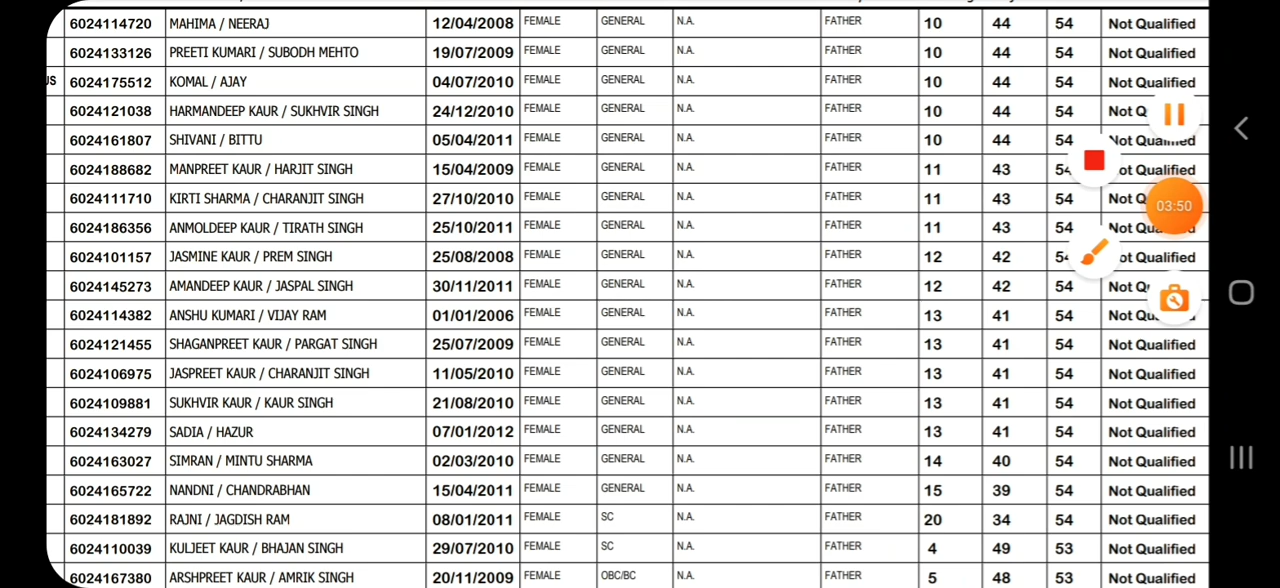 6024114720 MAHIMA / NEERAJ 12/04/2008 FEMALE GENERAL N.A. FATHER 10 44 54 Not Qualified
6024133126 PREETI KUMARI / SUBODH MEHTO 19/07/2009 FEMALE GENERAL N.A. FATHER 10 44 54 Not Qualified
US 6024175512 KOMAL / AJAY 04/07/2010 FEMALE GENERAL N.A. FATHER 10 44 54 Not Qualified
6024121038 HARMANDEEP KAUR / SUKHVIR SINGH 24/12/2010 FEMALE GENERAL N.A. FATHER 10 44 54 Not
6024161807 SHIVANI / BITTU 05/04/2011 FEMALE GENERAL N.A. FATHER 10 44 54 Not Qualified
6024188682 MANPREET KAUR / HARJIT SINGH 15/04/2009 FEMALE GENERAL N.A. FATHER 11 43 54 Not Qualified
6024111710 KIRTI SHARMA / CHARANJIT SINGH 27/10/2010 FEMALE GENERAL N.A. FATHER 11 43 54 Not
03:50
6024186356 ANMOLDEEP KAUR / TIRATH SINGH 25/10/2011 FEMALE GENERAL N.A. FATHER 11 43 54 Not
6024101157 JASMINE KAUR / PREM SINGH 25/08/2008 FEMALE GENERAL N.A. FATHER 12 42 54 Qualified
6024145273 AMANDEEP KAUR / JASPAL SINGH 30/11/2011 FEMALE GENERAL N.A. FATHER 12 42 54 Not
6024114382 ANSHU KUMARI / VIJAY RAM 01/01/2006 FEMALE GENERAL N.A. FATHER 13 41 54 Not Qualified
6024121455 SHAGANPREET KAUR / PARGAT SINGH 25/07/2009 FEMALE GENERAL N.A. FATHER 13 41 54 Not Qualified
6024106975 JASPREET KAUR / CHARANJIT SINGH 11/05/2010 FEMALE GENERAL N.A. FATHER 13 41 54 Not Qualified
6024109881 SUKHVIR KAUR / KAUR SINGH 21/08/2010 FEMALE GENERAL N.A. FATHER 13 41 54 Not Qualified
6024134279 SADIA / HAZUR 07/01/2012 FEMALE GENERAL N.A. FATHER 13 41 54 Not Qualified
6024163027 SIMRAN / MINTU SHARMA 02/03/2010 FEMALE GENERAL N.A. FATHER 14 40 54 Not Qualified
6024165722 NANDNI / CHANDRABHAN 15/04/2011 FEMALE GENERAL N.A. FATHER 15 39 54 Not Qualified
6024181892 RAJNI / JAGDISH RAM 08/01/2011 FEMALE SC N.A. FATHER 20 34 54 Not Qualified
6024110039 KULJEET KAUR / BHAJAN SINGH 29/07/2010 FEMALE SC N.A. FATHER 4 49 53 Not Qualified
6024167380 ARSHPREET KAUR / AMRIK SINGH 20/11/2009 FEMALE OBC/BC N.A. FATHER 5 48 53 Not Qualified